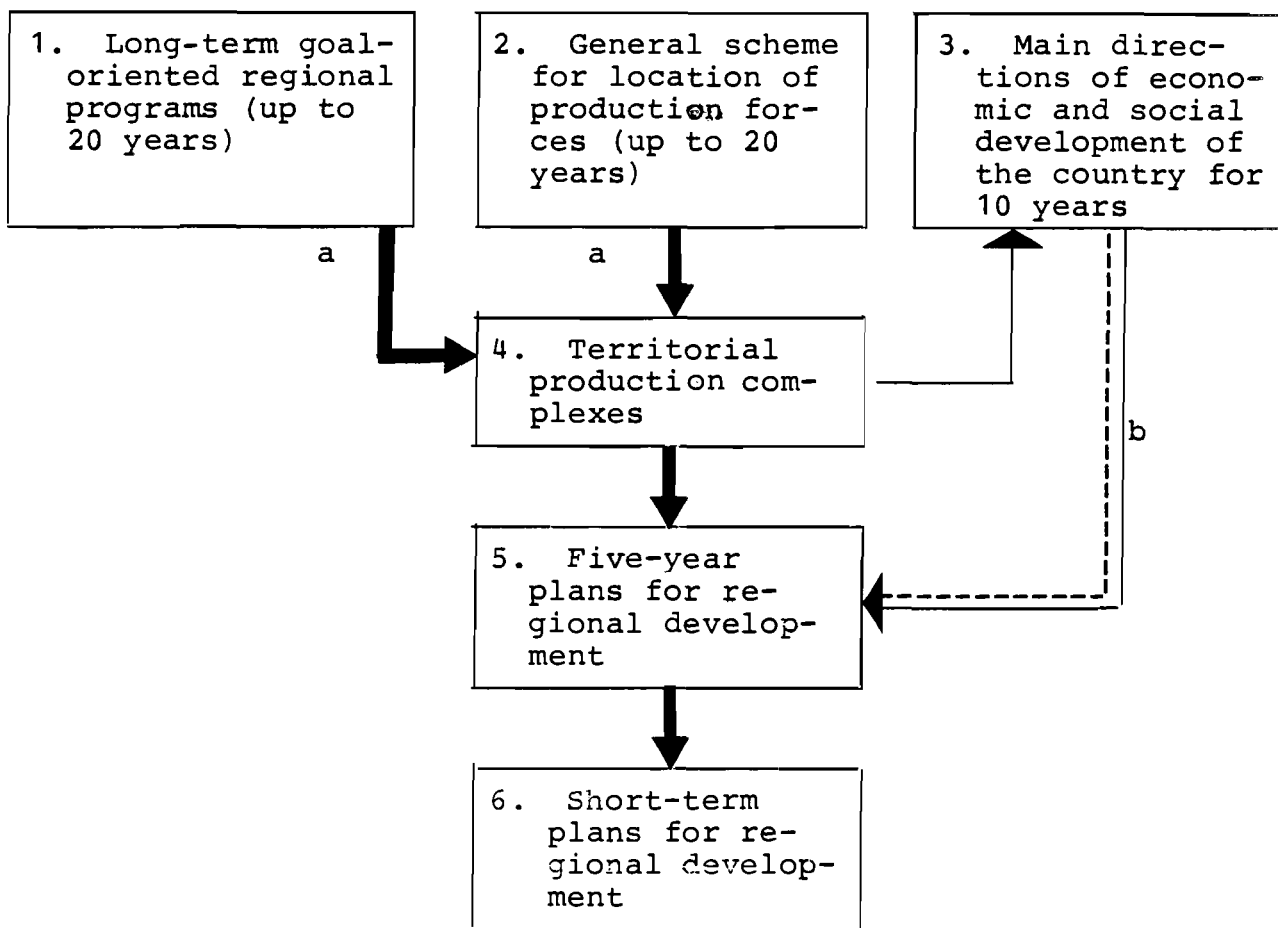 1. Long-term goal-
oriented regional
programs (up to
20 years)
2. General scheme
for location of
production for-
ces (up to 20
years)
3. Main direc-
tions of econo-
mic and social
development of
the country for
10 years
a
a
4. Territorial
production com-
plexes
b
5. Five-year
plans for re-
gional develop-
ment
6. Short-term
plans for re-
gional develop-
ment